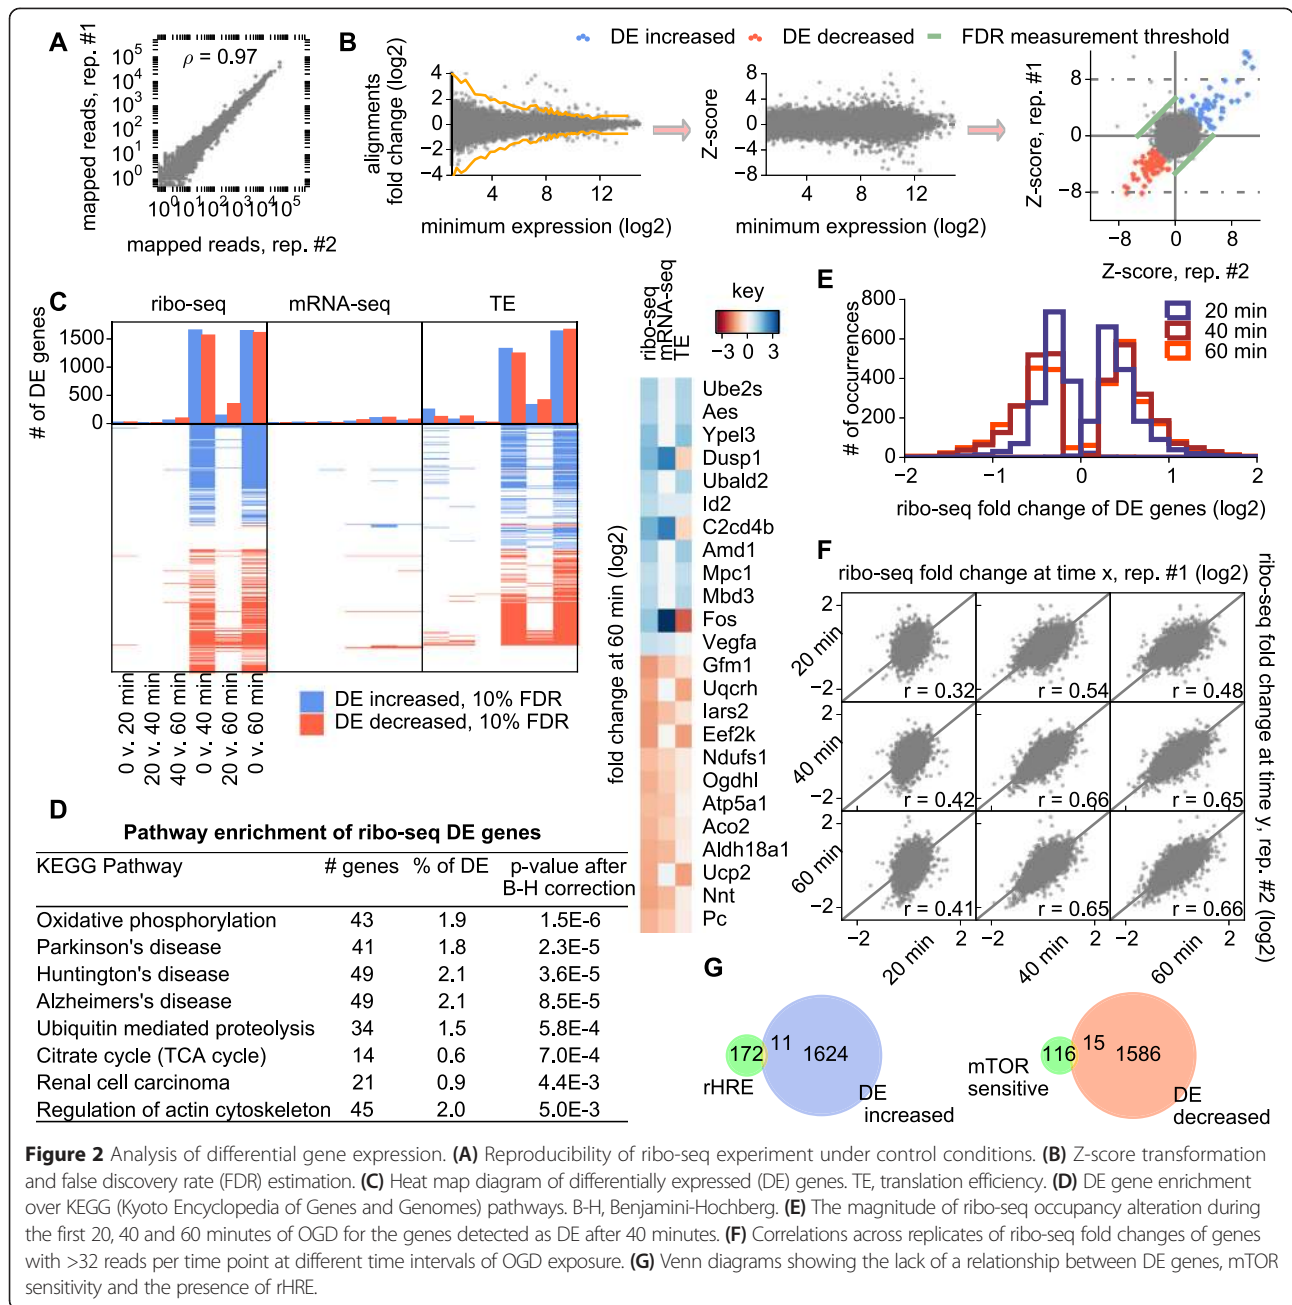 A
mapped reads, rep. #1
10^5
10^4
10^3
10^2
10^1
10^0
ρ = 0.97
10^0 10^1 10^2 10^3 10^4 10^5
mapped reads, rep. #2
B
DE increased DE decreased FDR measurement threshold
alignments
fold change (log2)
4
2
0
−2
−4
4 8 12
minimum expression (log2)
Z-score
8
4
0
−4
−8
4 8 12
minimum expression (log2)
Z-score, rep. #1
8
0
−8
−8 0 8
Z-score, rep. #2
C
ribo-seq mRNA-seq TE
# of DE genes
1500
1000
500
0
0 v. 20 min
20 v. 40 min
40 v. 60 min
0 v. 40 min
20 v. 60 min
0 v. 60 min
DE increased, 10% FDR
DE decreased, 10% FDR
ribo-seq
mRNA-seq
TE
key
−3 0 3
fold change at 60 min (log2)
Ube2s
Aes
Ypel3
Dusp1
Ubald2
Id2
C2cd4b
Amd1
Mpc1
Mbd3
Fos
Vegfa
Gfm1
Uqcrh
Iars2
Eef2k
Ndufs1
Ogdhl
Atp5a1
Aco2
Aldh18a1
Ucp2
Nnt
Pc
D
Pathway enrichment of ribo-seq DE genes
KEGG Pathway # genes % of DE p-value after
B-H correction
Oxidative phosphorylation 43 1.9 1.5E-6
Parkinson's disease 41 1.8 2.3E-5
Huntington's disease 49 2.1 3.6E-5
Alzheimers's disease 49 2.1 8.5E-5
Ubiquitin mediated proteolysis 34 1.5 5.8E-4
Citrate cycle (TCA cycle) 14 0.6 7.0E-4
Renal cell carcinoma 21 0.9 4.4E-3
Regulation of actin cytoskeleton 45 2.0 5.0E-3
E
# of occurrences
800
600
400
200
0
20 min
40 min
60 min
−2 −1 0 1 2
ribo-seq fold change of DE genes (log2)
F
ribo-seq fold change at time x, rep. #1 (log2)
ribo-seq fold change at time y, rep. #2 (log2)
2
20 min
−2
r = 0.32 r = 0.54 r = 0.48
2
40 min
−2
r = 0.42 r = 0.66 r = 0.65
2
60 min
−2
r = 0.41 r = 0.65 r = 0.66
−2 2 −2 2 −2 2
20 min 40 min 60 min
G
172 11 1624
rHRE
DE
increased
116 15 1586
mTOR
sensitive
DE
decreased
Figure 2 Analysis of differential gene expression. (A) Reproducibility of ribo-seq experiment under control conditions. (B) Z-score transformation
and false discovery rate (FDR) estimation. (C) Heat map diagram of differentially expressed (DE) genes. TE, translation efficiency. (D) DE gene enrichment
over KEGG (Kyoto Encyclopedia of Genes and Genomes) pathways. B-H, Benjamini-Hochberg. (E) The magnitude of ribo-seq occupancy alteration during
the first 20, 40 and 60 minutes of OGD for the genes detected as DE after 40 minutes. (F) Correlations across replicates of ribo-seq fold changes of genes
with >32 reads per time point at different time intervals of OGD exposure. (G) Venn diagrams showing the lack of a relationship between DE genes, mTOR
sensitivity and the presence of rHRE.